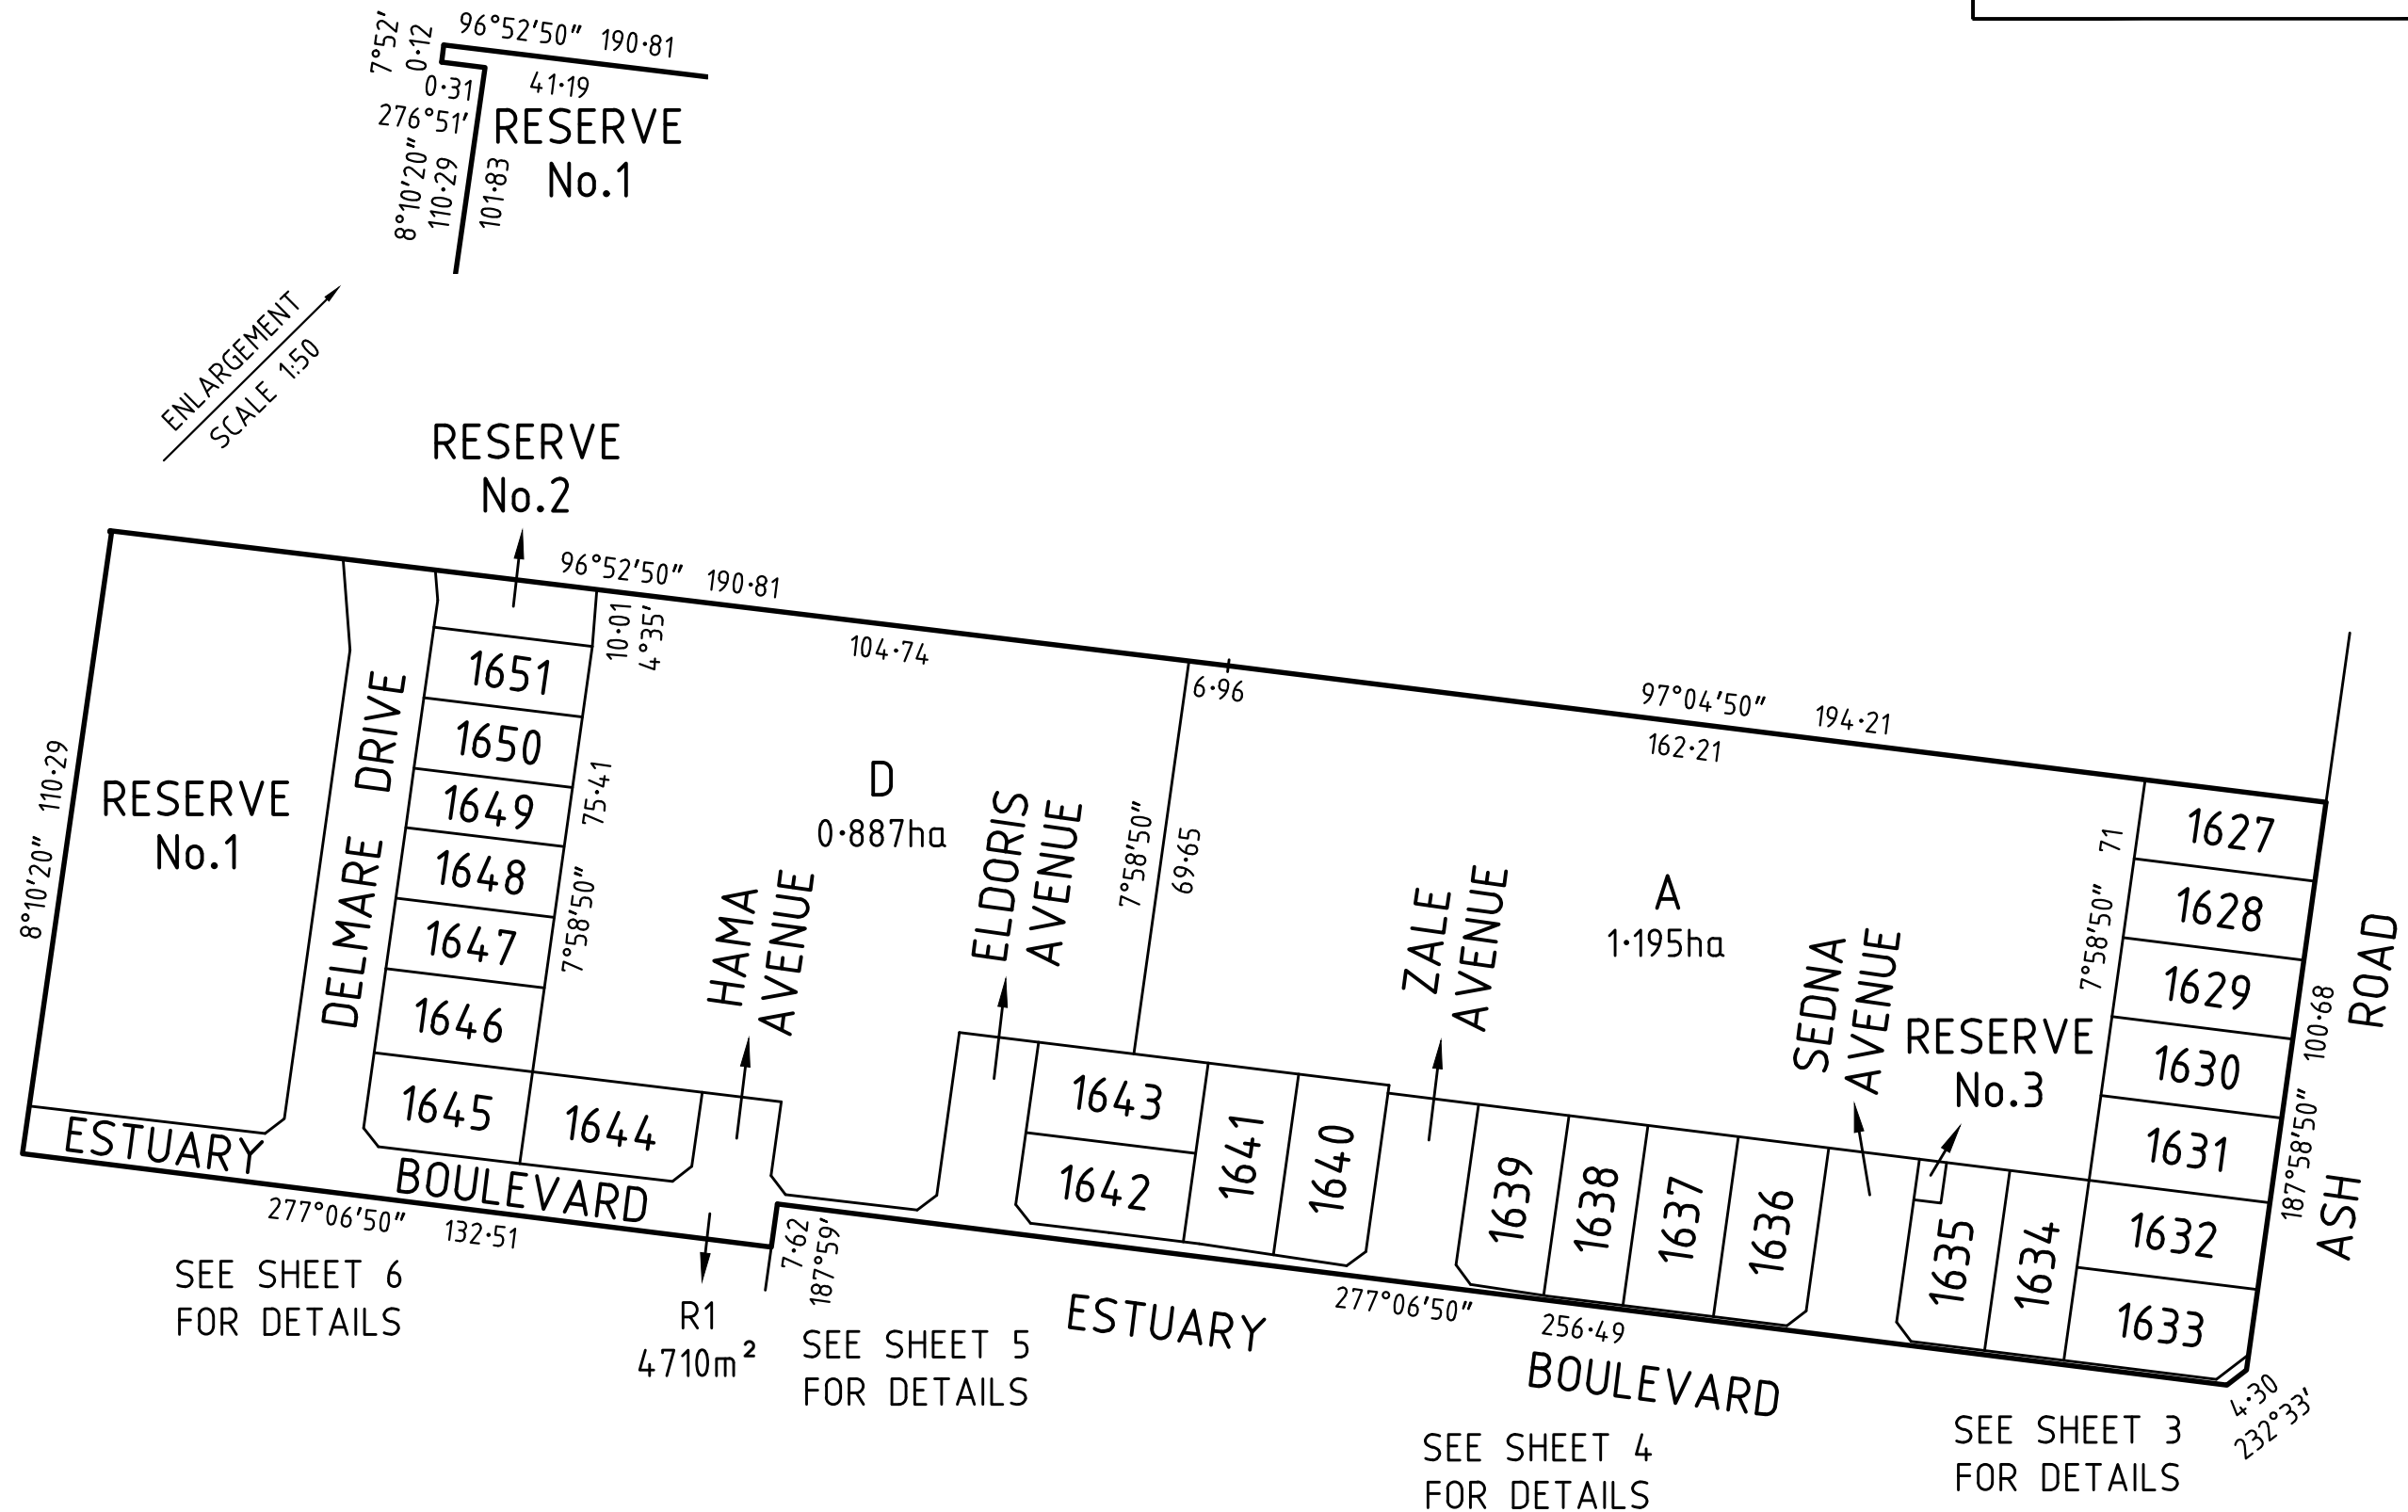 96°52'50" 190·81
7°52'
0·12
0·31
41·19
276°51'
RESERVE
No.1
8°10'20"
110·29
101·83
ENLARGEMENT
SCALE 1:50
RESERVE
No.2
96°52'50" 190·81
10·01
4°35'
104·74
6·96
97°04'50" 194·21
162·21
8°10'20" 110·29
RESERVE
No.1
DELMARE DRIVE
1651
1650
1649
1648
1647
1646
1645
1644
75·41
7°58'50"
D
0·887ha
HAMA
AVENUE
ELDORIS
AVENUE
7°58'50"
69·65
ZALE
AVENUE
A
1·195ha
SEDNA
AVENUE
RESERVE
No.3
7°58'50" 71
1627
1628
1629
1630
1631
1632
1633
187°58'50" 100·68
ASH ROAD
1643
1642
1641
1640
1639
1638
1637
1636
1635
1634
ESTUARY BOULEVARD
277°06'50" 132·51
7·62
187°59'
SEE SHEET 6
FOR DETAILS
R1
4710m²
SEE SHEET 5
FOR DETAILS
277°06'50" 256·49
ESTUARY BOULEVARD
4·30
232°33'
SEE SHEET 4
FOR DETAILS
SEE SHEET 3
FOR DETAILS